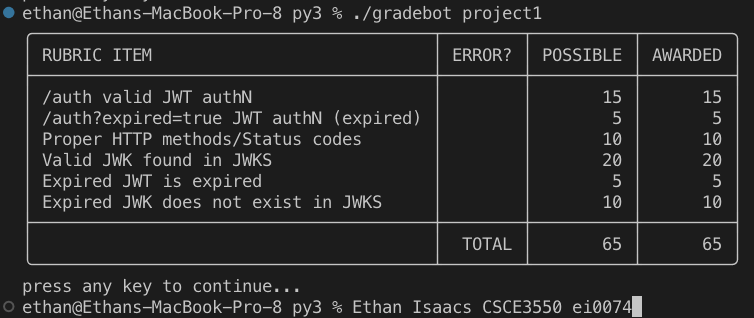 ethan@Ethans-MacBook-Pro-8 py3 % ./gradebot project1
RUBRIC ITEM ERROR? POSSIBLE AWARDED
/auth valid JWT authN 15 15
/auth?expired=true JWT authN (expired) 5 5
Proper HTTP methods/Status codes 10 10
Valid JWK found in JWKS 20 20
Expired JWT is expired 5 5
Expired JWK does not exist in JWKS 10 10
TOTAL 65 65
press any key to continue...
ethan@Ethans-MacBook-Pro-8 py3 % Ethan Isaacs CSCE3550 ei0074